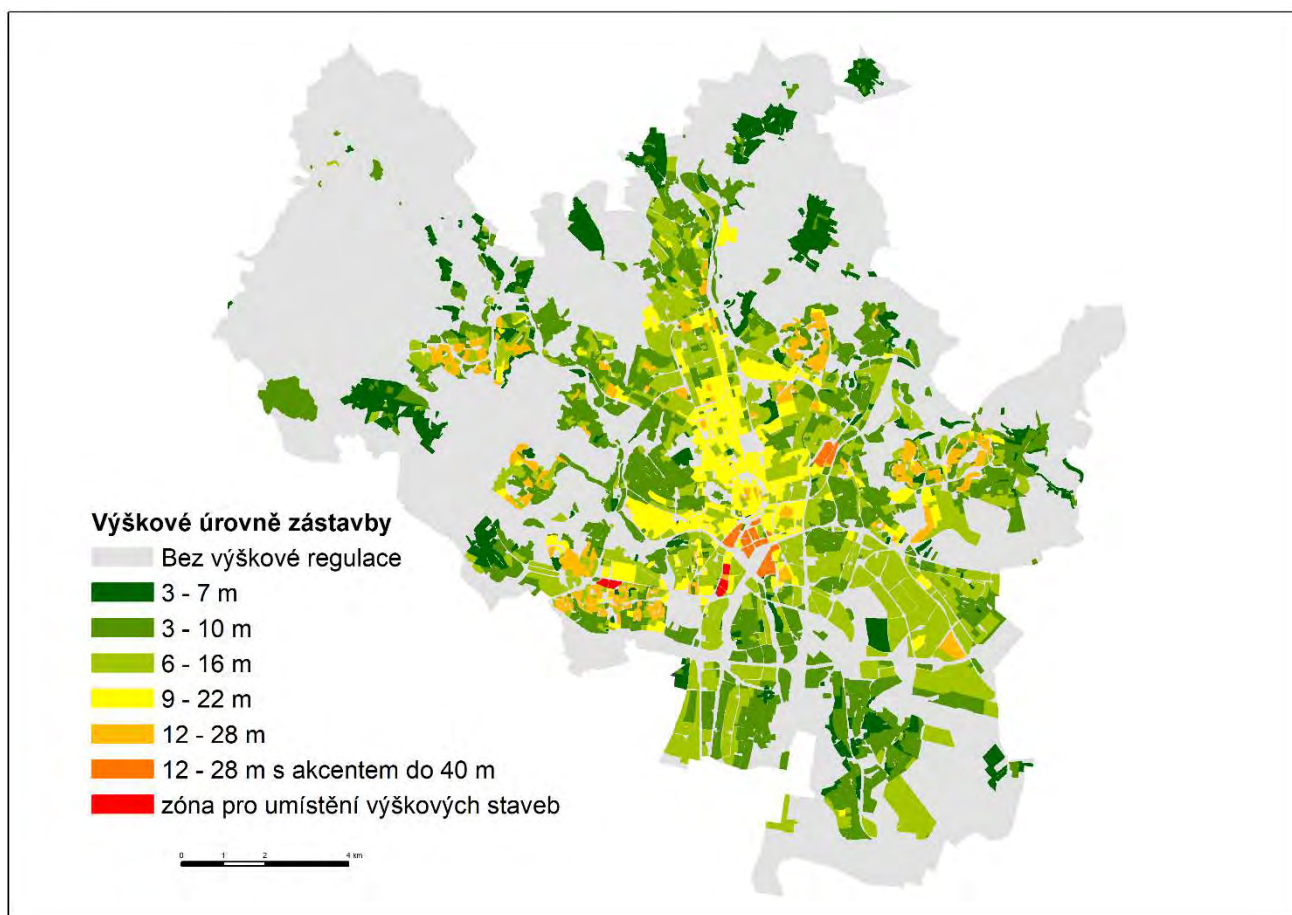 Výškové úrovně zástavby
Bez výškové regulace
3 - 7 m
3 - 10 m
6 - 16 m
9 - 22 m
12 - 28 m
12 - 28 m s akcentem do 40 m
zóna pro umístění výškových staveb
0 1 2 4 km